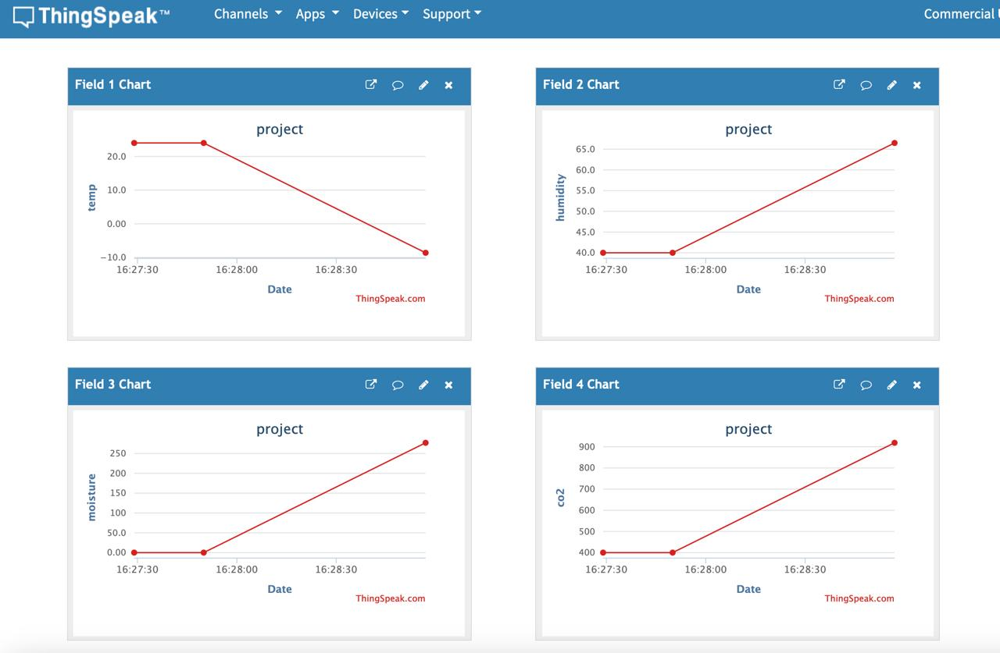 ThingSpeak™ Channels Apps Devices Support Commercial
Field 1 Chart
project
temp
20.0
10.0
0.00
−10.0
16:27:30 16:28:00 16:28:30
Date
ThingSpeak.com
Field 2 Chart
project
humidity
65.0
60.0
55.0
50.0
45.0
40.0
16:27:30 16:28:00 16:28:30
Date
ThingSpeak.com
Field 3 Chart
project
moisture
250
200
150
100
50.0
0.00
16:27:30 16:28:00 16:28:30
Date
ThingSpeak.com
Field 4 Chart
project
co2
900
800
700
600
500
400
16:27:30 16:28:00 16:28:30
Date
ThingSpeak.com